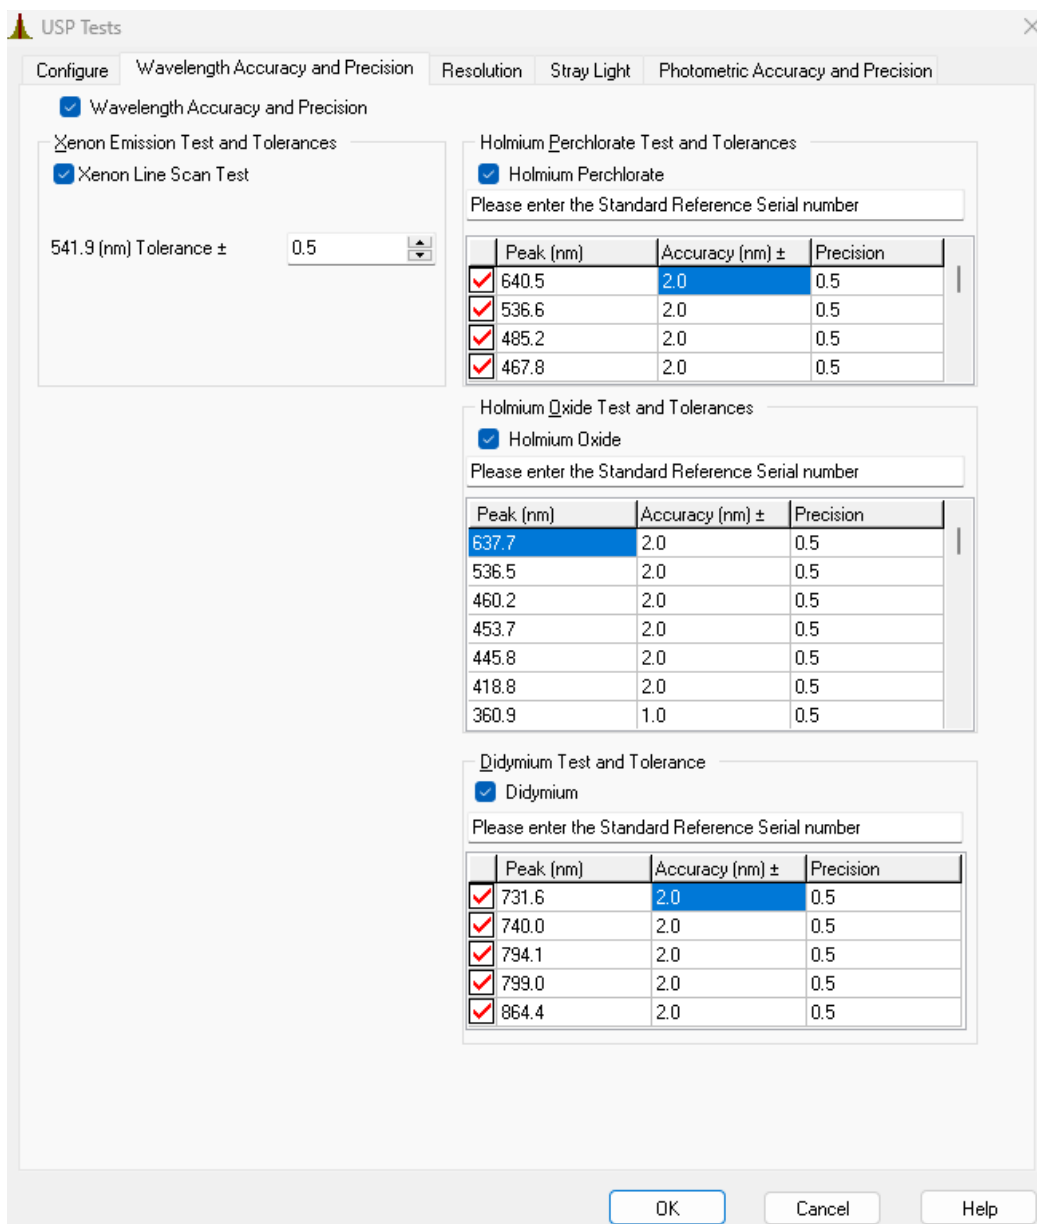 USP Tests
Configure Wavelength Accuracy and Precision Resolution Stray Light Photometric Accuracy and Precision
Wavelength Accuracy and Precision
Xenon Emission Test and Tolerances
Xenon Line Scan Test
541.9 (nm) Tolerance ± 0.5
Holmium Perchlorate Test and Tolerances
Holmium Perchlorate
Please enter the Standard Reference Serial number
Peak (nm) Accuracy (nm) ± Precision
640.5 2.0 0.5
536.6 2.0 0.5
485.2 2.0 0.5
467.8 2.0 0.5
Holmium Oxide Test and Tolerances
Holmium Oxide
Please enter the Standard Reference Serial number
Peak (nm) Accuracy (nm) ± Precision
637.7 2.0 0.5
536.5 2.0 0.5
460.2 2.0 0.5
453.7 2.0 0.5
445.8 2.0 0.5
418.8 2.0 0.5
360.9 1.0 0.5
Didymium Test and Tolerance
Didymium
Please enter the Standard Reference Serial number
Peak (nm) Accuracy (nm) ± Precision
731.6 2.0 0.5
740.0 2.0 0.5
794.1 2.0 0.5
799.0 2.0 0.5
864.4 2.0 0.5
OK Cancel Help